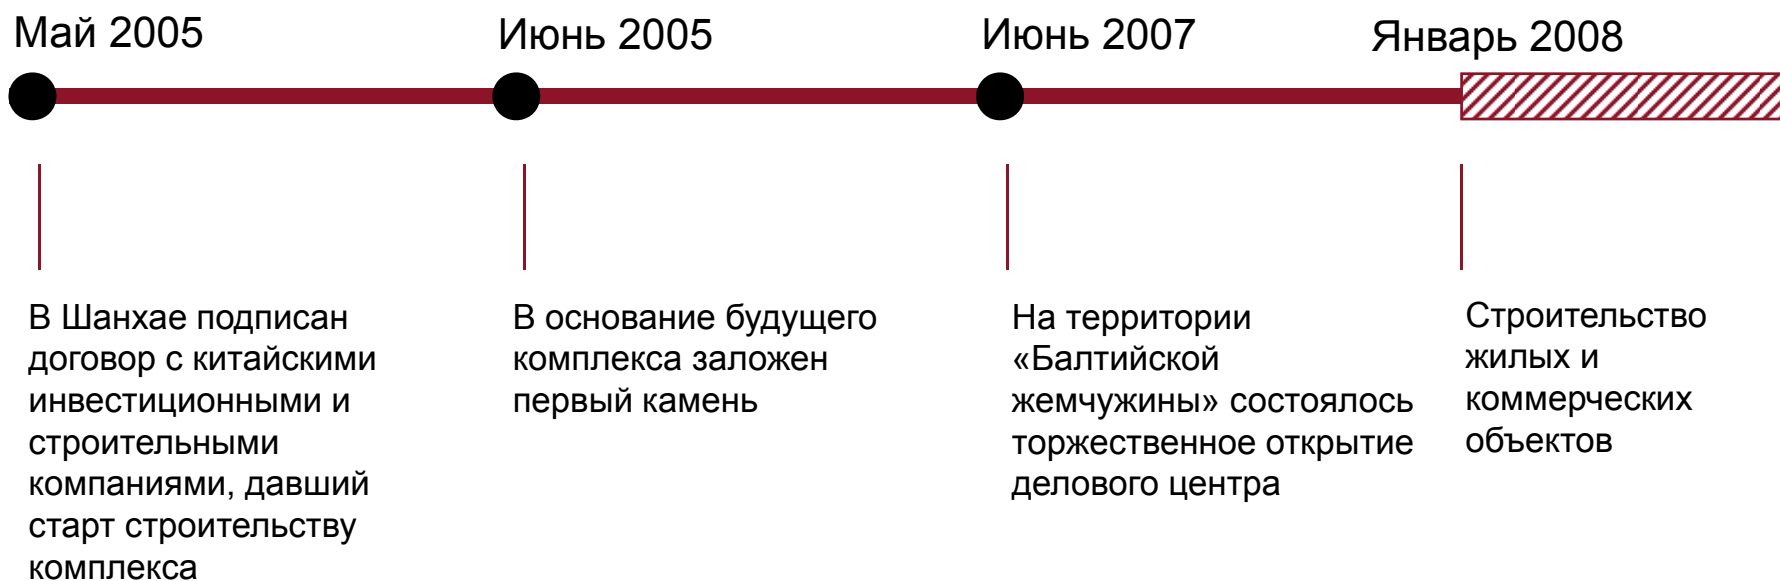 Май 2005
Июнь 2005
Июнь 2007
Январь 2008
В Шанхае подписан
договор с китайскими
инвестиционными и
строительными
компаниями, давший
старт строительству
комплекса
В основание будущего
комплекса заложен
первый камень
На территории
«Балтийской
жемчужины» состоялось
торжественное открытие
делового центра
Строительство
жилых и
коммерческих
объектов